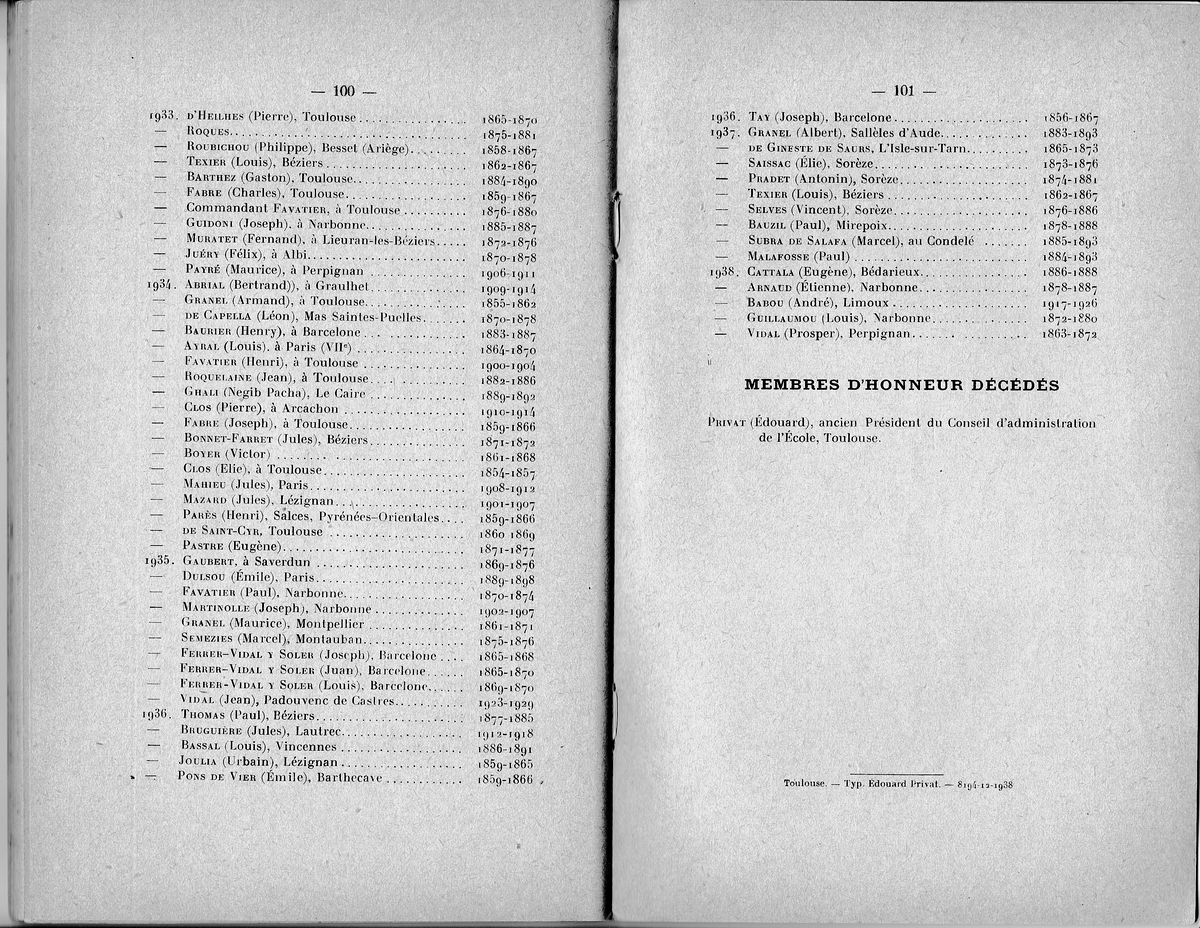 — 100 —
1933. D'HEILHES (Pierre), Toulouse ................ 1865-1870
— ROQUES.................................. 1875-1881
— ROUBICHOU (Philippe), Besset (Ariège)......... 1858-1867
— TEXIER (Louis), Béziers ..................... 1862-1867
— BARTHEZ (Gaston), Toulouse................. 1884-1890
— FABRE (Charles), Toulouse.................. 1859-1867
— Commandant FAVATIER, à Toulouse .......... 1876-1880
— GUIDONI (Joseph), à Narbonne............... 1885-1887
— MURATET (Fernand), à Lieuran-les-Béziers..... 1872-1876
— JUÉRY (Félix), à Albi........................ 1870-1878
— PAYRÉ (Maurice), à Perpignan ............... 1906-1911
1934. ABRIAL (Bertrand)), à Graulhet............... 1909-1914
— GRANEL (Armand), à Toulouse................ 1855-1862
— DE CAPELLA (Léon), Mas Saintes-Puelles....... 1870-1878
— BAURIER (Henry), à Barcelone ............... 1883-1887
— AYRAL (Louis), à Paris (VIIe) ................. 1864-1870
— FAVATIER (Henri), à Toulouse ................ 1900-1904
— ROQUELAINE (Jean), à Toulouse............... 1882-1886
— GHALI (Negib Pacha), Le Caire ............... 1889-1892
— CLOS (Pierre), à Arcachon ................... 1910-1914
— FABRE (Joseph), à Toulouse.................. 1859-1866
— BONNET-FARRET (Jules), Béziers............... 1871-1872
— BOYER (Victor) ............................ 1861-1868
— CLOS (Elie), à Toulouse...................... 1854-1857
— MAHIEU (Jules), Paris........................ 1908-1912
— MAZARD (Jules), Lézignan.................... 1901-1907
— PARÈS (Henri), Salces, Pyrénées-Orientales.... 1859-1866
— DE SAINT-CYR, Toulouse ..................... 1860 1869
— PASTRE (Eugène)............................ 1871-1877
1935. GAUBERT, à Saverdun ....................... 1869-1876
— DULSOU (Émile), Paris....................... 1889-1898
— FAVATIER (Paul), Narbonne................... 1870-1874
— MARTINOLLE (Joseph), Narbonne .............. 1902-1907
— GRANEL (Maurice), Montpellier ............... 1861-1871
— SEMEZIES (Marcel), Montauban................ 1875-1876
— FERRER-VIDAL Y SOLER (Joseph), Barcelone .... 1865-1868
— FERRER-VIDAL Y SOLER (Juan), Barcelone...... 1865-1870
— FERRER-VIDAL Y SOLER (Louis), Barcelone...... 1869-1870
— VIDAL (Jean), Padouvenc de Castres........... 1923-1929
1936. THOMAS (Paul), Béziers...................... 1877-1885
— BRUGUIÈRE (Jules), Lautrec................... 1912-1918
— BASSAL (Louis), Vincennes ................... 1886-1891
— JOULIA (Urbain), Lézignan ................... 1859-1865
— PONS DE VIER (Émile), Barthecave ............ 1859-1866
— 101 —
1936. TAY (Joseph), Barcelone...................... 1856-1867
1937. GRANEL (Albert), Sallèles d'Aude............... 1883-1893
— DE GINESTE DE SAURS, L'Isle-sur-Tarn.......... 1865-1873
— SAISSAC (Élie), Sorèze........................ 1873-1876
— PRADET (Antonin), Sorèze..................... 1874-1881
— TEXIER (Louis), Béziers ....................... 1862-1867
— SELVES (Vincent), Sorèze..................... 1876-1886
— BAUZIL (Paul), Mirepoix...................... 1878-1888
— SUBRA DE SALAFA (Marcel), au Condelé ....... 1885-1893
— MALAFOSSE (Paul) .......................... 1884-1893
1938. CATTALA (Eugène), Bédarieux................. 1886-1888
— ARNAUD (Étienne), Narbonne.................. 1878-1887
— BABOU (André), Limoux ...................... 1917-1926
— GUILLAUMOU (Louis), Narbonne................ 1872-1880
— VIDAL (Prosper), Perpignan................... 1863-1872
MEMBRES D'HONNEUR DÉCÉDÉS
PRIVAT (Édouard), ancien Président du Conseil d'administration
de l'École, Toulouse.
Toulouse. — Typ. Édouard Privat. — 8194-12-1938